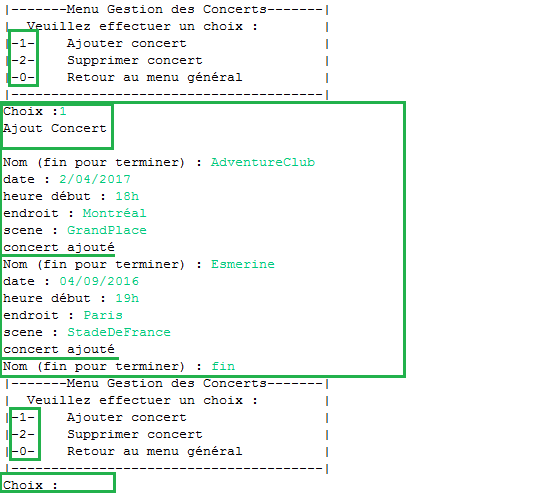 |-------Menu Gestion des Concerts-------|
|  Veuillez effectuer un choix :        |
|-1-    Ajouter concert                 |
|-2-    Supprimer concert               |
|-0-    Retour au menu général          |
|---------------------------------------|
Choix :1
Ajout Concert
Nom (fin pour terminer) : AdventureClub
date : 2/04/2017
heure début : 18h
endroit : Montréal
scene : GrandPlace
concert ajouté
Nom (fin pour terminer) : Esmerine
date : 04/09/2016
heure début : 19h
endroit : Paris
scene : StadeDeFrance
concert ajouté
Nom (fin pour terminer) : fin
|-------Menu Gestion des Concerts-------|
|  Veuillez effectuer un choix :        |
|-1-    Ajouter concert                 |
|-2-    Supprimer concert               |
|-0-    Retour au menu général          |
|---------------------------------------|
Choix :